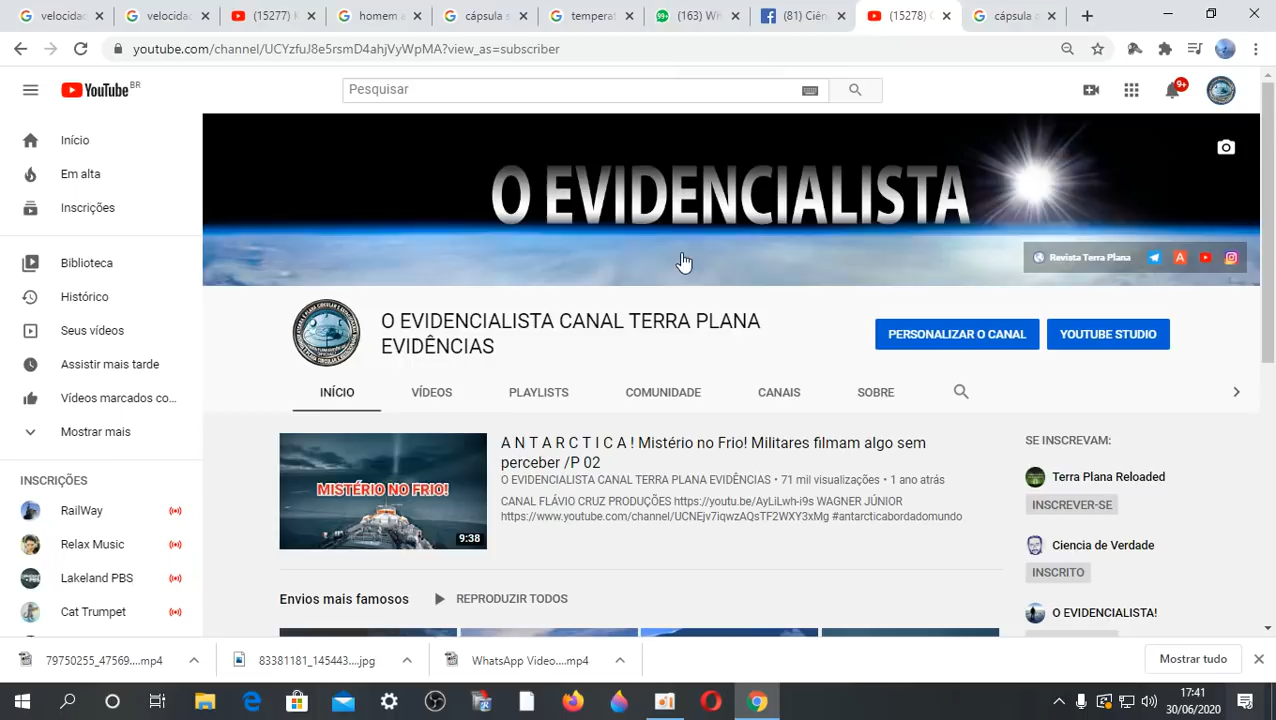 velocidac
velocidac
(15277) K
homem a
cápsula s
temperat
(163) Wh
(81) Ciên
(15278) C
cápsula a
youtube.com/channel/UCYzfuJ8e5rsmD4ahjVyWpMA?view_as=subscriber
YouTube BR
Pesquisar
9+
Início
Em alta
Inscrições
Biblioteca
Histórico
Seus vídeos
Assistir mais tarde
Vídeos marcados co...
Mostrar mais
INSCRIÇÕES
RailWay
Relax Music
Lakeland PBS
Cat Trumpet
O EVIDENCIALISTA
Revista Terra Plana
O EVIDENCIALISTA CANAL TERRA PLANA
EVIDÊNCIAS
PERSONALIZAR O CANAL
YOUTUBE STUDIO
INÍCIO
VÍDEOS
PLAYLISTS
COMUNIDADE
CANAIS
SOBRE
MISTÉRIO NO FRIO!
9:38
A N T A R C T I C A ! Mistério no Frio! Militares filmam algo sem
perceber /P 02
O EVIDENCIALISTA CANAL TERRA PLANA EVIDÊNCIAS • 71 mil visualizações • 1 ano atrás
CANAL FLÁVIO CRUZ PRODUÇÕES https://youtu.be/AyLiLwh-i9s WAGNER JÚNIOR
https://www.youtube.com/channel/UCNEjv7iqwzAQsTF2WXY3xMg #antarcticabordadomundo
Envios mais famosos
REPRODUZIR TODOS
SE INSCREVAM:
Terra Plana Reloaded
INSCREVER-SE
Ciencia de Verdade
INSCRITO
O EVIDENCIALISTA!
79750255_47569....mp4
83381181_145443....jpg
WhatsApp Video....mp4
Mostrar tudo
17:41
30/06/2020